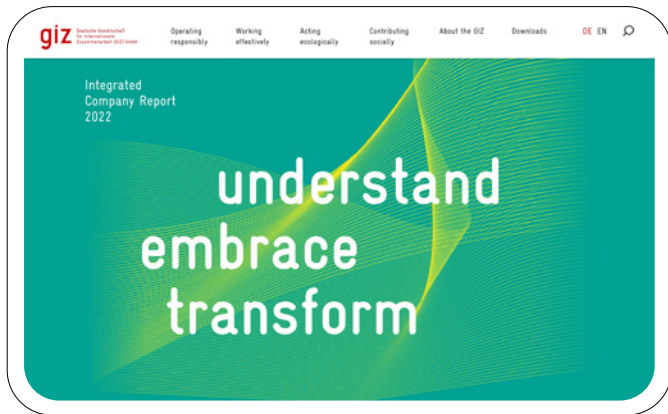 giz
Deutsche Gesellschaft
für Internationale
Zusammenarbeit (GIZ) GmbH
Operating
responsibly
Working
effectively
Acting
ecologically
Contributing
socially
About the GIZ
Downloads
DE EN
Integrated
Company Report
2022
understand
embrace
transform